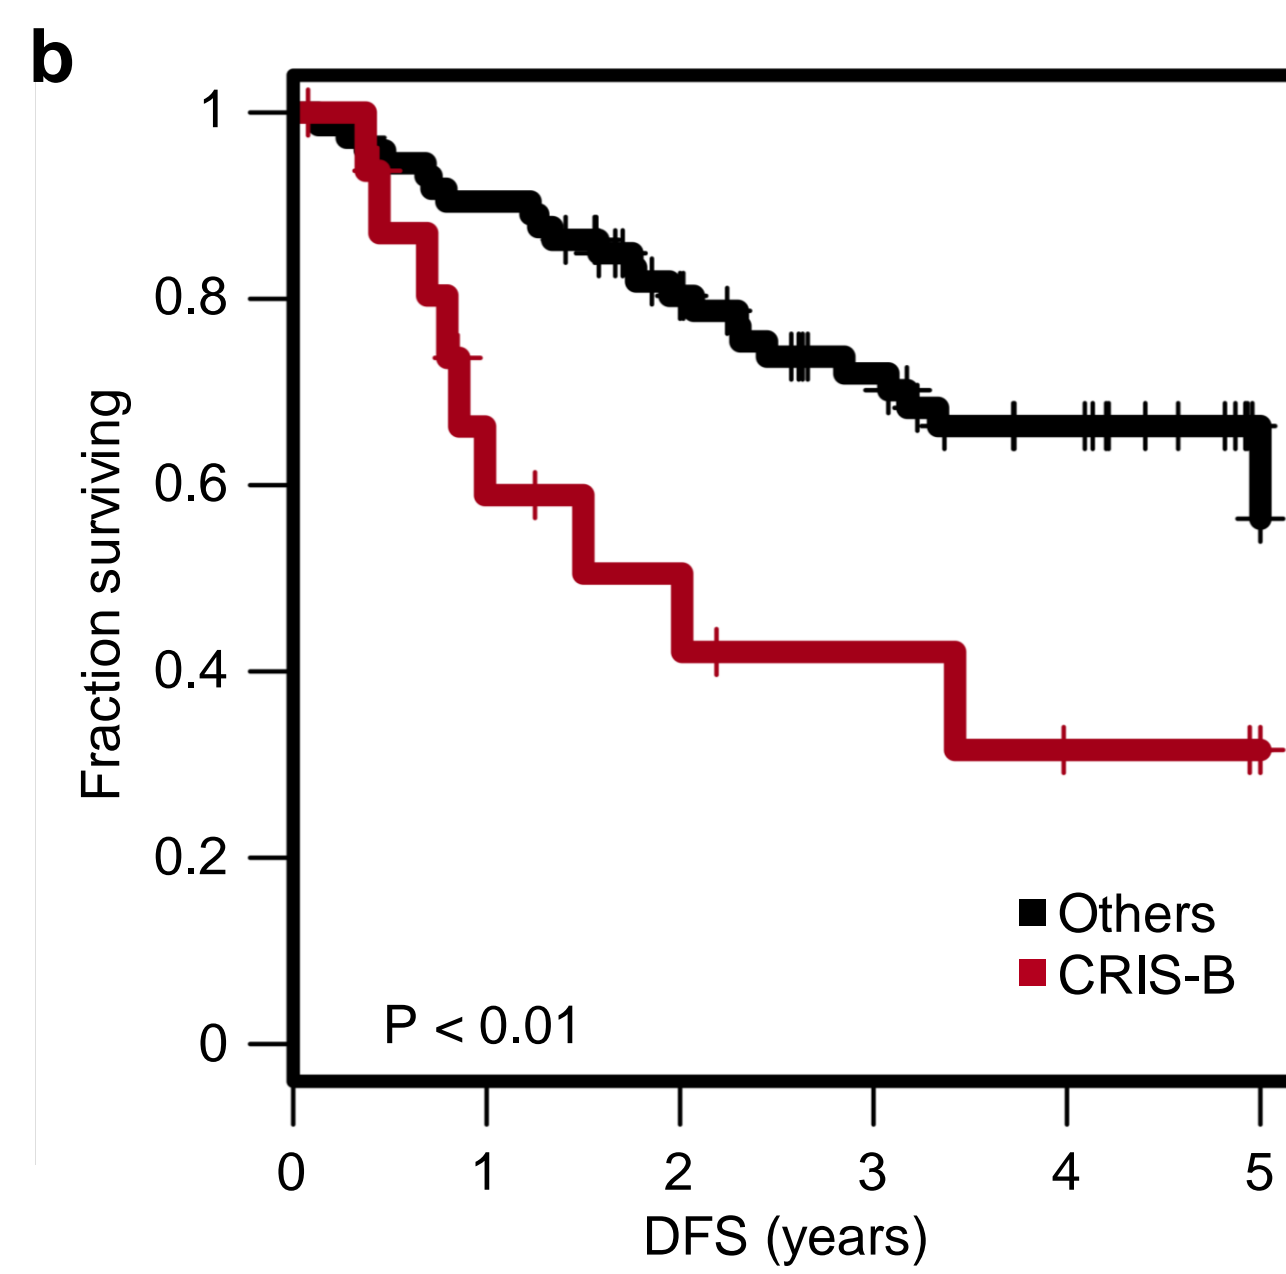 b
1
0.8
0.6
0.4
0.2
0
Fraction surviving
Others
CRIS-B
P < 0.01
0 1 2 3 4 5
DFS (years)